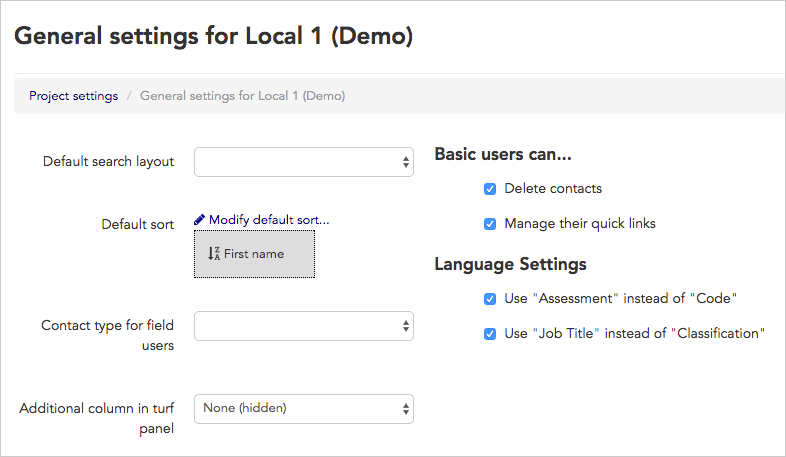 General settings for Local 1 (Demo)
Project settings / General settings for Local 1 (Demo)
Default search layout
Default sort
Modify default sort...
First name
Contact type for field
users
Additional column in turf
panel
None (hidden)
Basic users can...
Delete contacts
Manage their quick links
Language Settings
Use "Assessment" instead of "Code"
Use "Job Title" instead of "Classification"